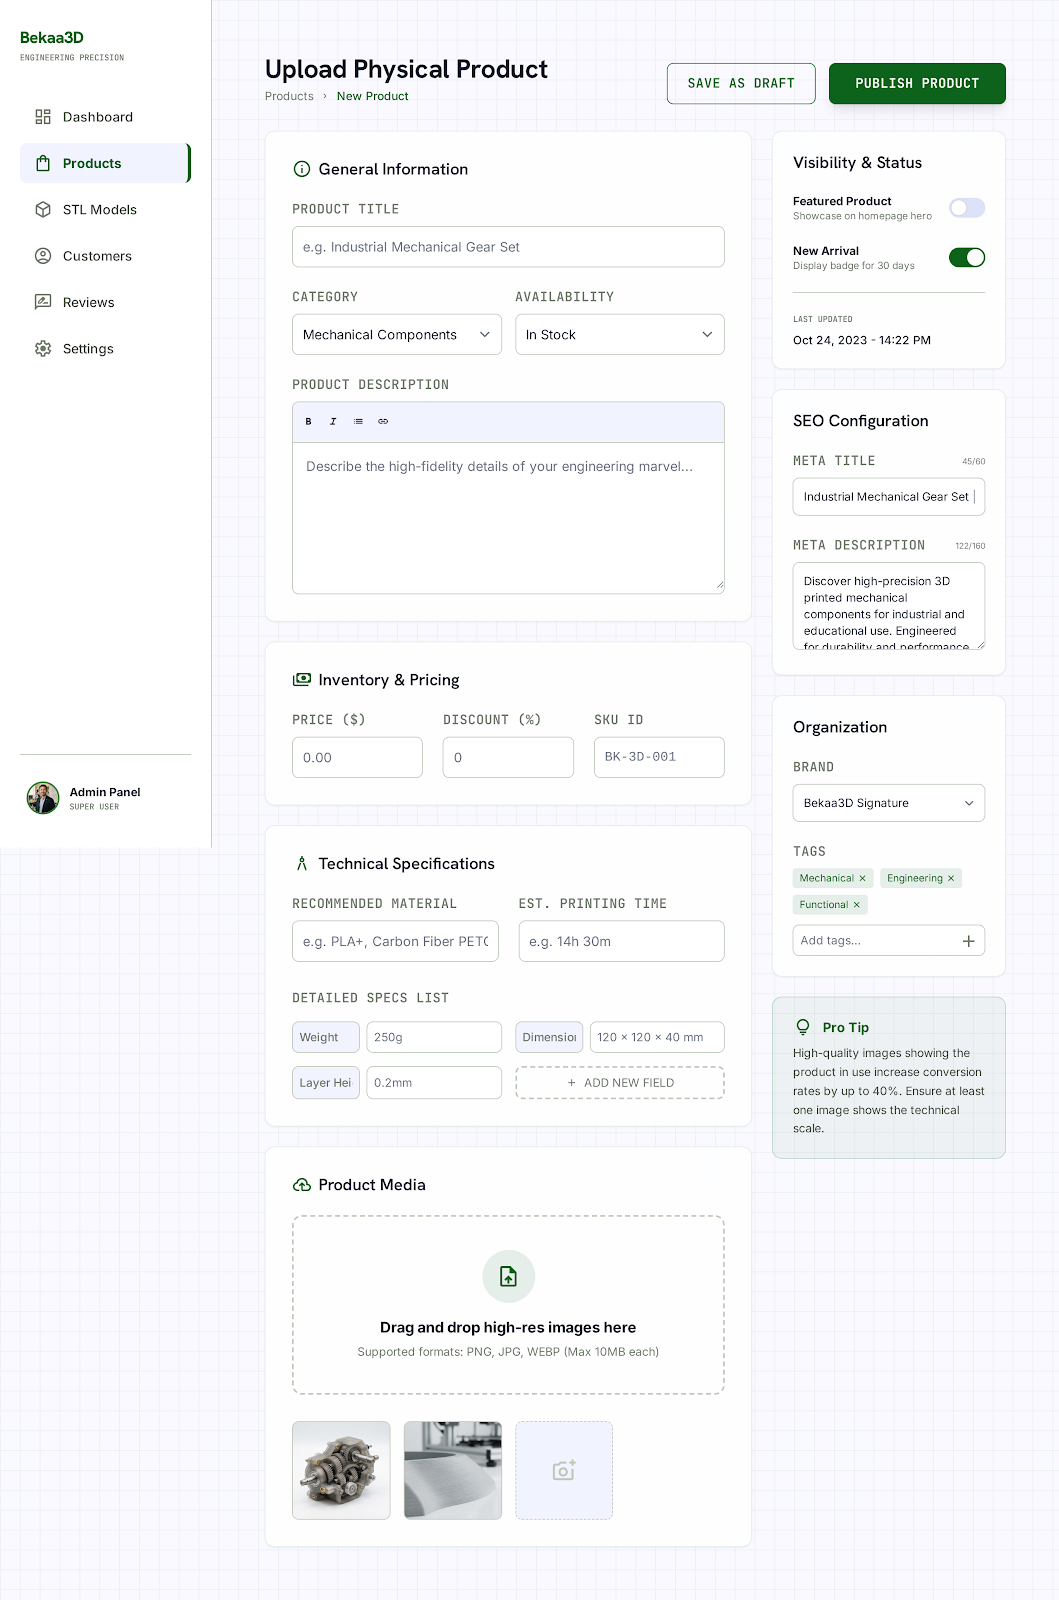 Bekaa3D
ENGINEERING PRECISION
Dashboard
Products
STL Models
Customers
Reviews
Settings
Admin Panel
SUPER USER
Upload Physical Product
Products › New Product
SAVE AS DRAFT
PUBLISH PRODUCT
General Information
PRODUCT TITLE
e.g. Industrial Mechanical Gear Set
CATEGORY
AVAILABILITY
Mechanical Components
In Stock
PRODUCT DESCRIPTION
B I
Describe the high-fidelity details of your engineering marvel...
Inventory & Pricing
PRICE ($)
DISCOUNT (%)
SKU ID
0.00
0
BK-3D-001
Technical Specifications
RECOMMENDED MATERIAL
EST. PRINTING TIME
e.g. PLA+, Carbon Fiber PETG
e.g. 14h 30m
DETAILED SPECS LIST
Weight
250g
Dimension
120 × 120 × 40 mm
Layer Hei
0.2mm
+ ADD NEW FIELD
Product Media
Drag and drop high-res images here
Supported formats: PNG, JPG, WEBP (Max 10MB each)
Visibility & Status
Featured Product
Showcase on homepage hero
New Arrival
Display badge for 30 days
LAST UPDATED
Oct 24, 2023 - 14:22 PM
SEO Configuration
META TITLE
45/60
Industrial Mechanical Gear Set |
META DESCRIPTION
122/160
Discover high-precision 3D
printed mechanical
components for industrial and
educational use. Engineered
for durability and performance
Organization
BRAND
Bekaa3D Signature
TAGS
Mechanical ×
Engineering ×
Functional ×
Add tags...
Pro Tip
High-quality images showing the
product in use increase conversion
rates by up to 40%. Ensure at least
one image shows the technical
scale.